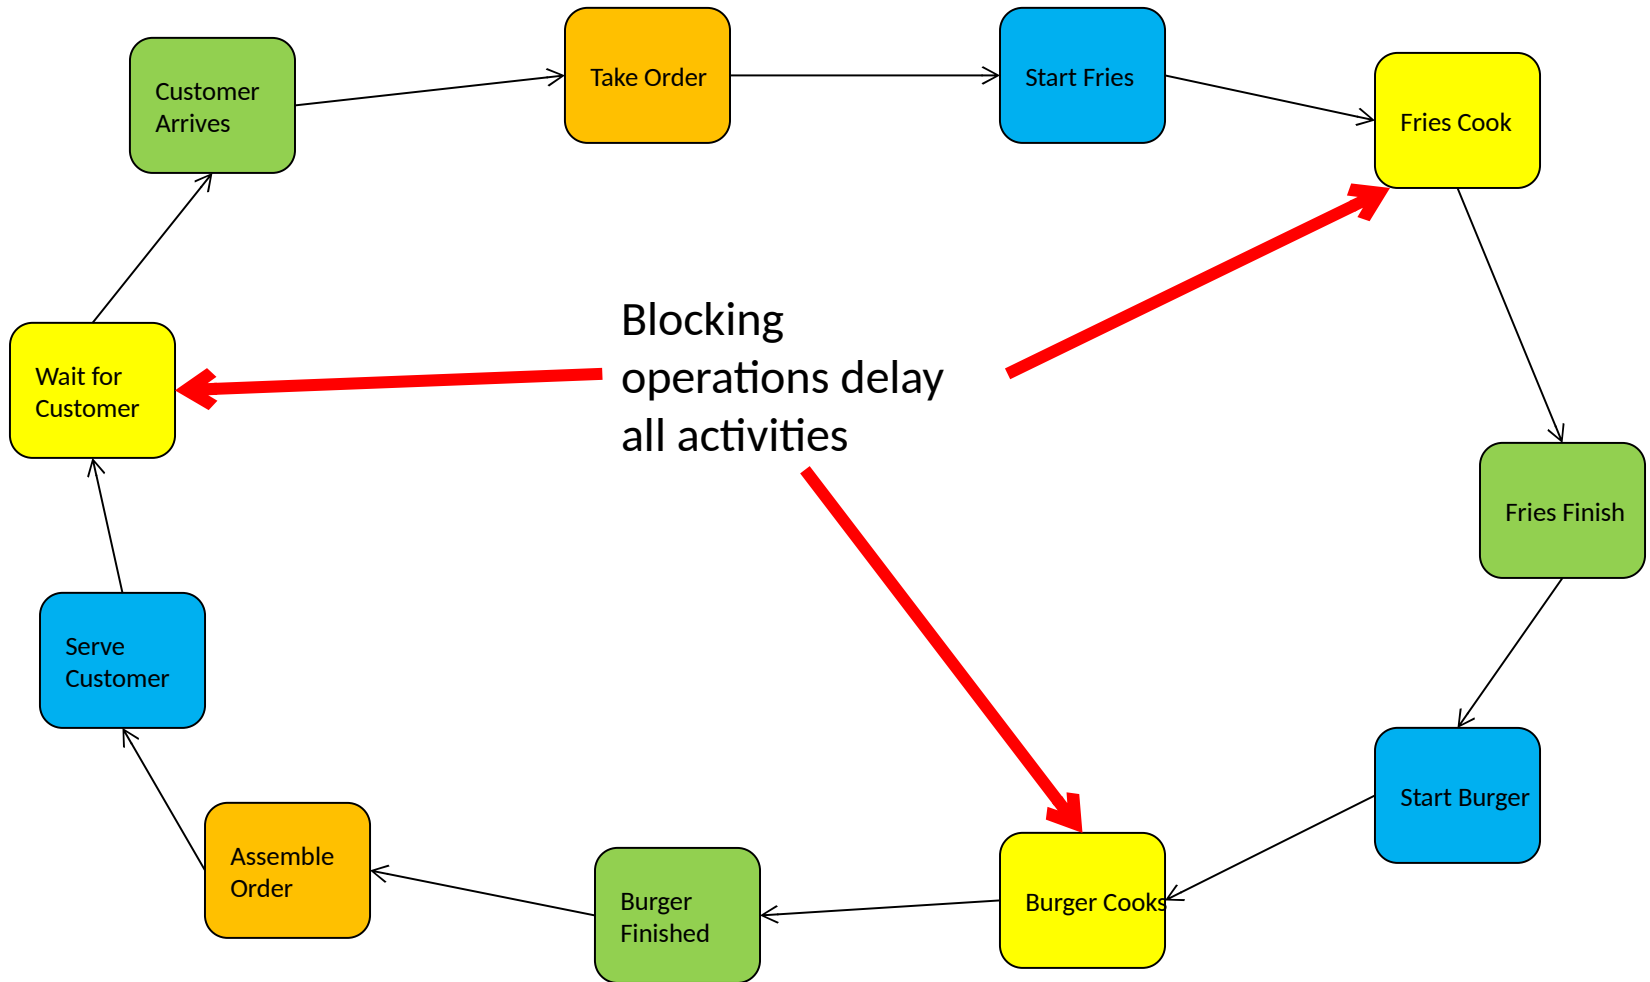 Customer
Arrives
Take Order
Start Fries
Fries Cook
Blocking
operations delay
all activities
Wait for
Customer
Fries Finish
Serve
Customer
Start Burger
Assemble
Order
Burger
Finished
Burger Cooks